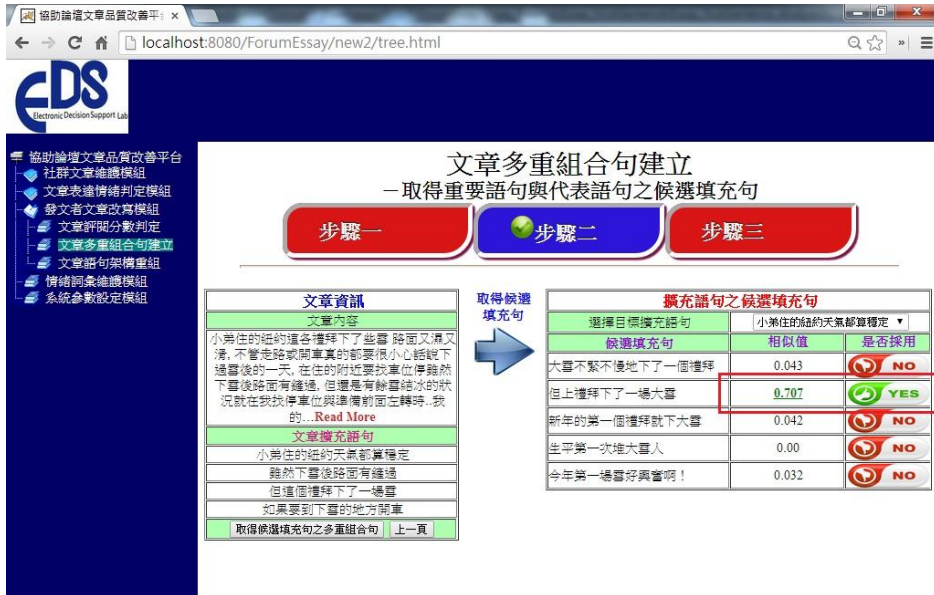 協助論壇文章品質改善平台
localhost:8080/ForumEssay/new2/tree.html
EDS
Electronic Decision Support Lab
協助論壇文章品質改善平台
社群文章維護模組
文章表達情緒判定模組
發文者文章改寫模組
文章評閱分數判定
文章多重組合句建立
文章語句架構重組
情緒詞彙維護模組
系統參數設定模組
文章多重組合句建立
－取得重要語句與代表語句之候選填充句
步驟一
步驟二
步驟三
文章資訊
文章內容
小弟住的紐約這各禮拜下了些雪 路面又濕又
滑, 不管走路或開車真的都要很小心話說下
過雪後的一天, 在住的附近要找車位停雖然
下雪後路面有鏟過, 但還是有餘雪結冰的狀
況就在我找停車位與準備前面左轉時..我
的...Read More
文章擴充語句
小弟住的紐約天氣都算穩定
雖然下雪後路面有鏟過
但這個禮拜下了一場雪
如果要到下雪的地方開車
取得候選填充句之多重組合句 上一頁
取得候選
填充句
擴充語句之候選填充句
選擇目標擴充語句 小弟住的紐約天氣都算穩定
候選填充句 相似值 是否採用
大雪不緊不慢地下了一個禮拜 0.043 NO
但上禮拜下了一場大雪 0.707 YES
新年的第一個禮拜就下大雪 0.042 NO
生平第一次堆大雪人 0.00 NO
今年第一場雪好興奮啊！ 0.032 NO